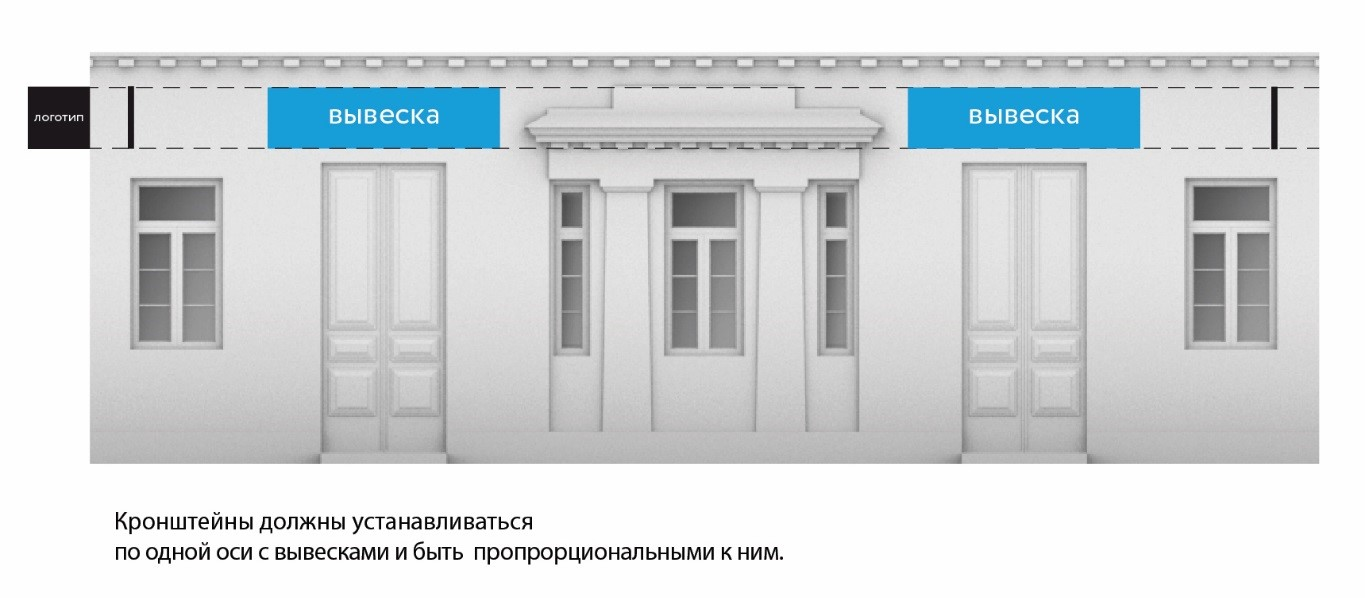 логотип
вывеска
вывеска
Кронштейны должны устанавливаться
по одной оси с вывесками и быть пропрорциональными к ним.